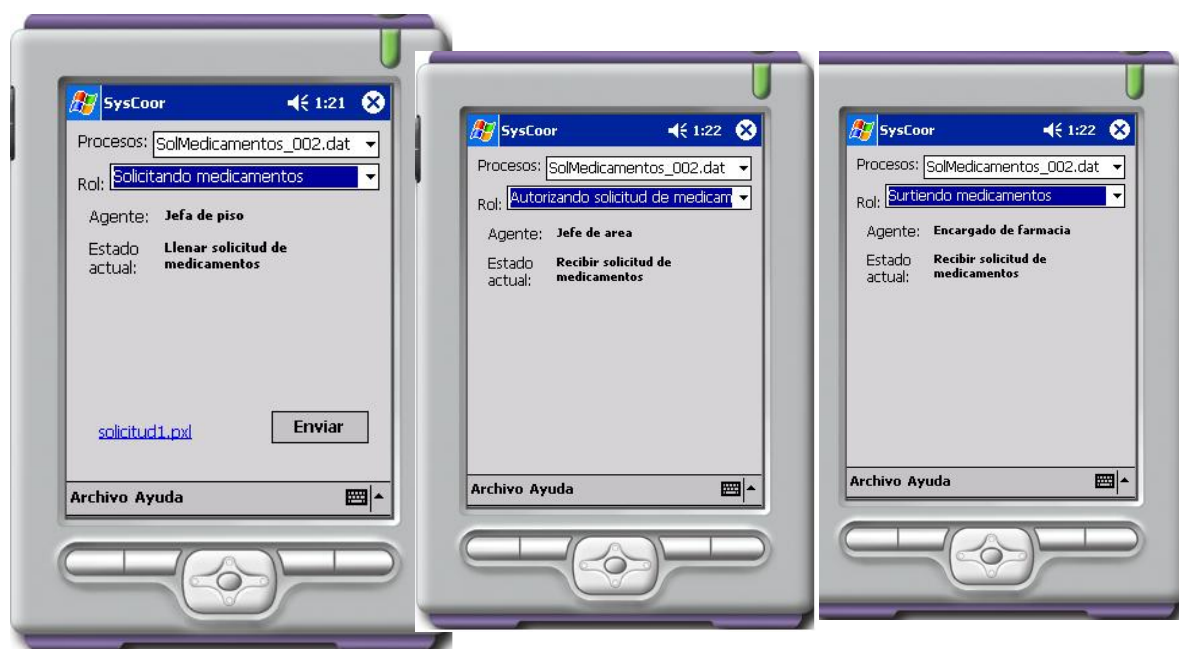 SysCoor 1:21
Procesos: SolMedicamentos_002.dat
Rol: Solicitando medicamentos
Agente: Jefa de piso
Estado actual: Llenar solicitud de
medicamentos
solicitud1.pxl Enviar
Archivo Ayuda
SysCoor 1:22
Procesos: SolMedicamentos_002.dat
Rol: Autorizando solicitud de medicam
Agente: Jefe de area
Estado actual: Recibir solicitud de
medicamentos
Archivo Ayuda
SysCoor 1:22
Procesos: SolMedicamentos_002.dat
Rol: Surtiendo medicamentos
Agente: Encargado de farmacia
Estado actual: Recibir solicitud de
medicamentos
Archivo Ayuda